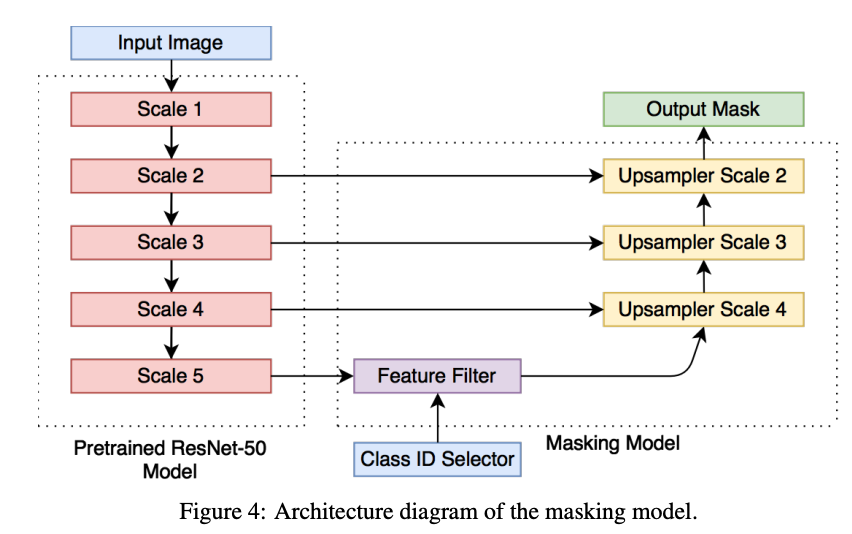 Input Image
Scale 1
Output Mask
Scale 2
Upsampler Scale 2
Scale 3
Upsampler Scale 3
Scale 4
Upsampler Scale 4
Scale 5
Feature Filter
Pretrained ResNet-50
Model
Class ID Selector
Masking Model
Figure 4: Architecture diagram of the masking model.